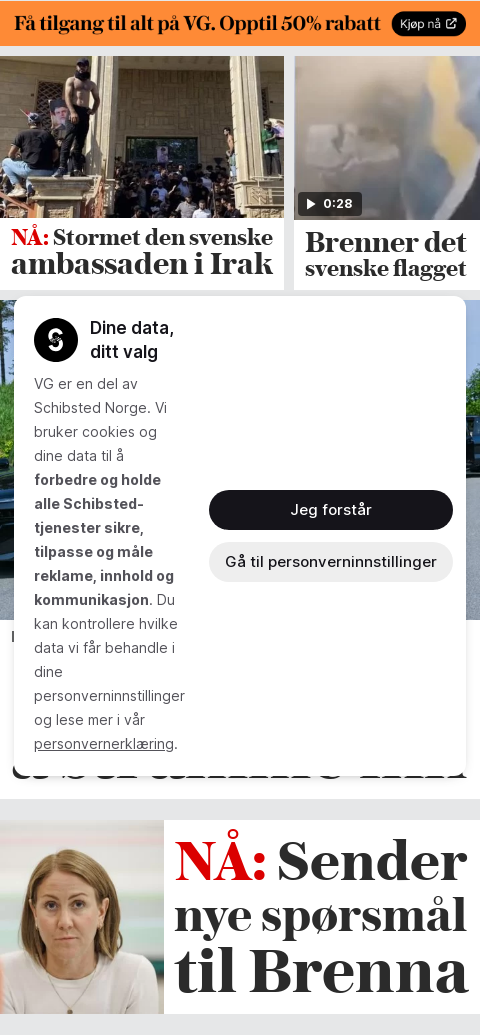 Få tilgang til alt på VG. Opptil 50% rabatt
Kjøp nå
0:28
NÅ: Stormet den svenske
ambassaden i Irak
Brenner det
svenske flagget
Dine data,
ditt valg
VG er en del av
Schibsted Norge. Vi
bruker cookies og
dine data til å
forbedre og holde
alle Schibsted-
tjenester sikre,
tilpasse og måle
reklame, innhold og
kommunikasjon. Du
kan kontrollere hvilke
data vi får behandle i
dine
personverninnstillinger
og lese mer i vår
personvernerklæring.
Jeg forstår
Gå til personverninnstillinger
NÅ: Sender
nye spørsmål
til Brenna